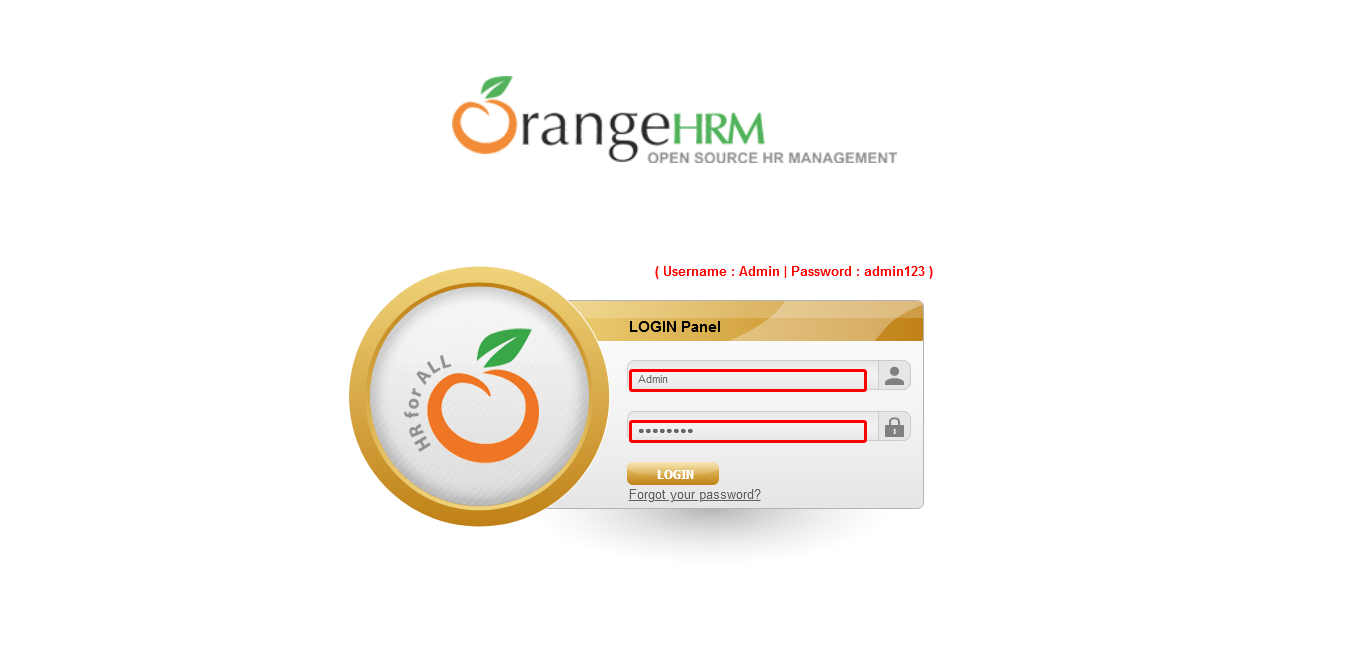 OrangeHRM
OPEN SOURCE HR MANAGEMENT
( Username : Admin | Password : admin123 )
HR for ALL
LOGIN Panel
Admin
••••••••
LOGIN
Forgot your password?